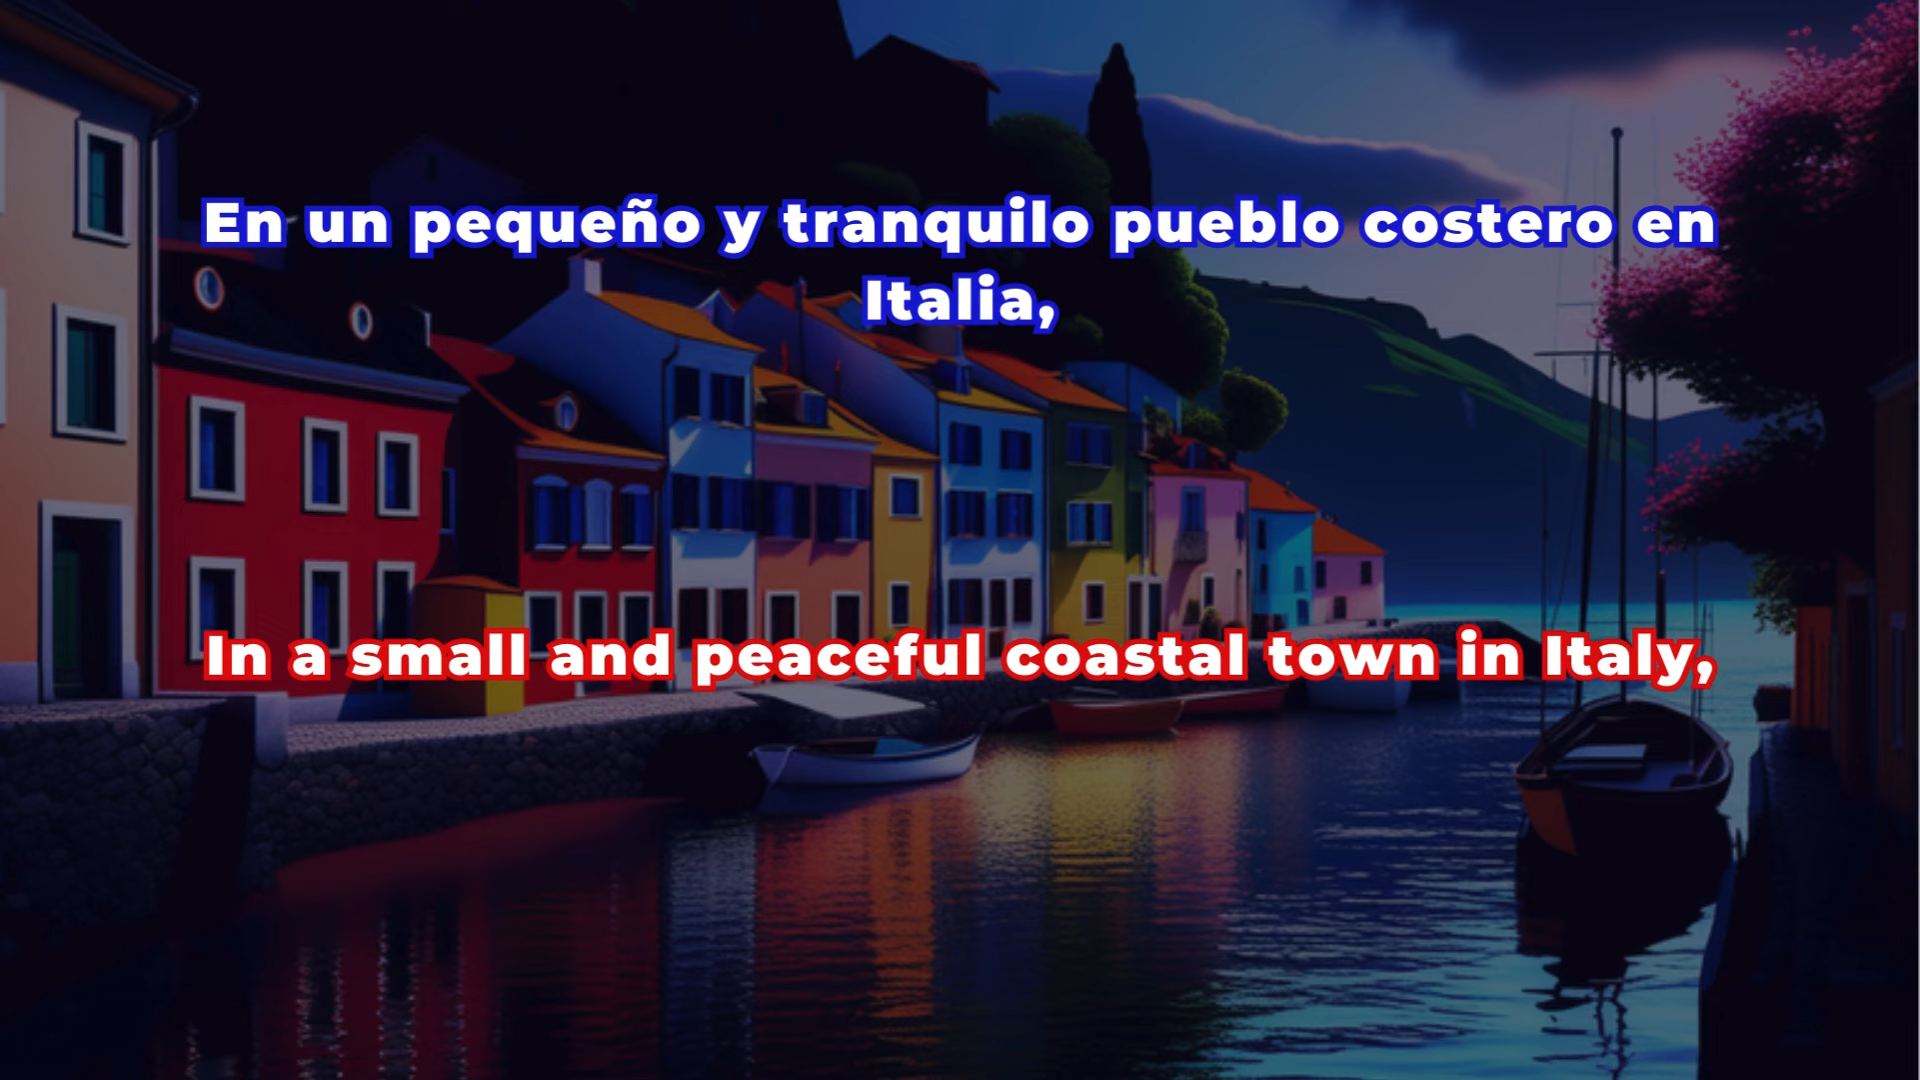 En un pequeño y tranquilo pueblo costero en
Italia,
In a small and peaceful coastal town in Italy,